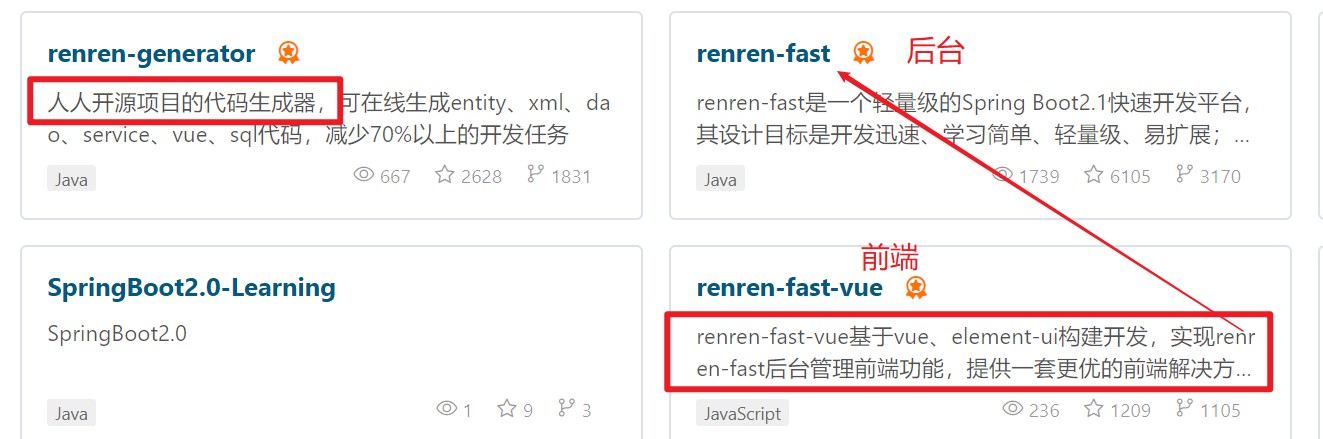 renren-generator
人人开源项目的代码生成器，可在线生成entity、xml、da
o、service、vue、sql代码，减少70%以上的开发任务
Java
667
2628
1831
renren-fast
后台
renren-fast是一个轻量级的Spring Boot2.1快速开发平台，
其设计目标是开发迅速、学习简单、轻量级、易扩展；...
Java
1739
6105
3170
SpringBoot2.0-Learning
SpringBoot2.0
Java
1
9
3
前端
renren-fast-vue
renren-fast-vue基于vue、element-ui构建开发，实现renr
en-fast后台管理前端功能，提供一套更优的前端解决方...
JavaScript
236
1209
1105